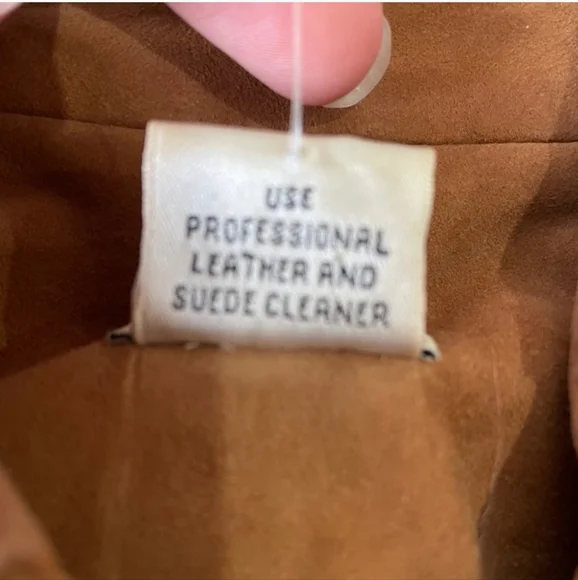 USE
PROFESSIONAL
LEATHER AND
SUEDE CLEANER